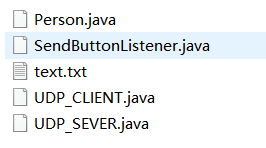 Person.java
SendButtonListener.java
text.txt
UDP_CLIENT.java
UDP_SEVER.java